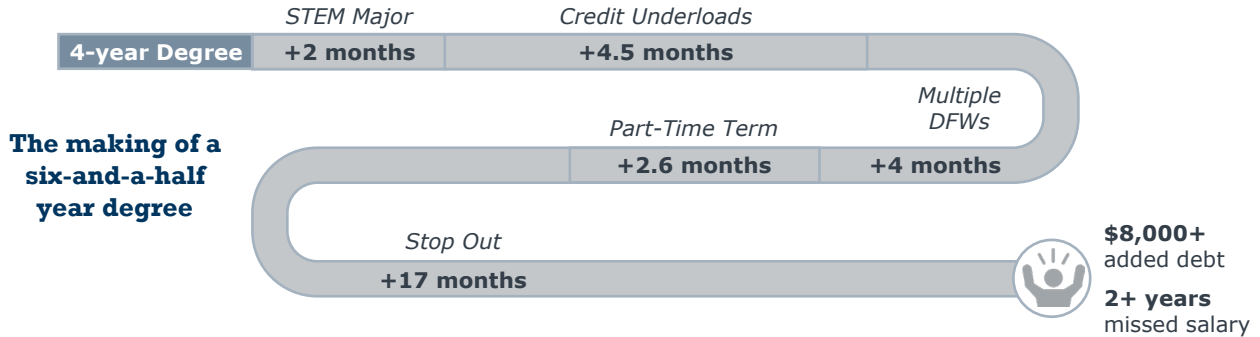 STEM Major
Credit Underloads
4-year Degree
+2 months
+4.5 months
Multiple
DFWs
+4 months
Part-Time Term
+2.6 months
The making of a
six-and-a-half
year degree
Stop Out
+17 months
$8,000+
added debt
2+ years
missed salary